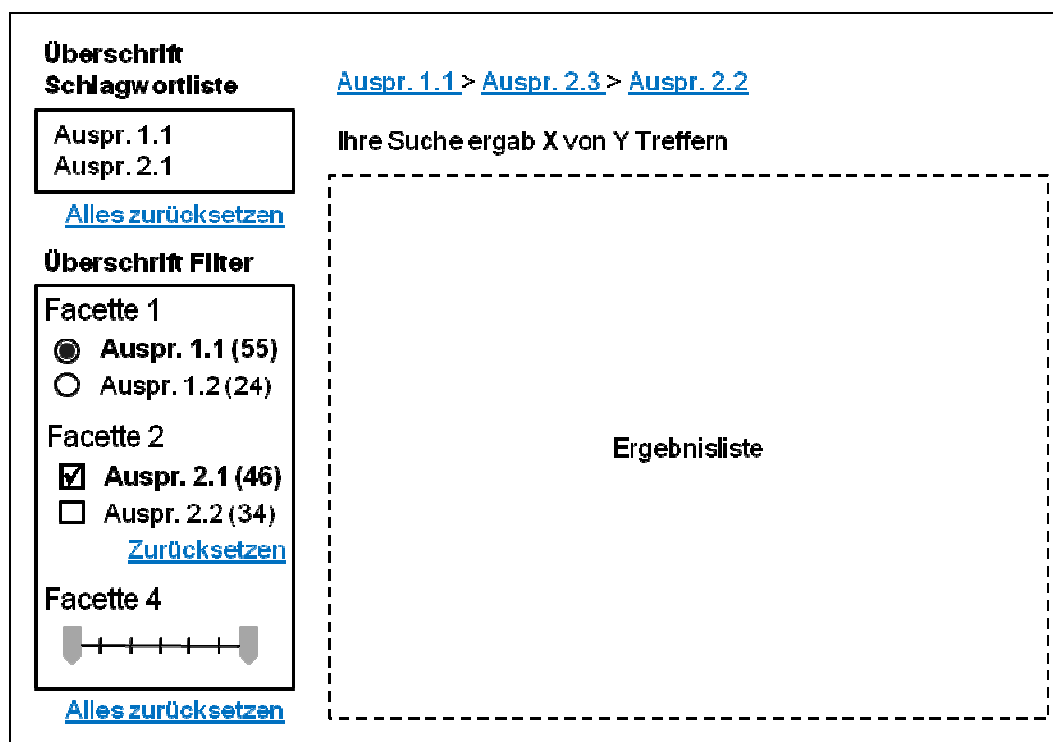 Überschrift
Schlagwortliste
Auspr. 1.1
Auspr. 2.1
Alles zurücksetzen
Überschrift Filter
Facette 1
Auspr. 1.1 (55)
Auspr. 1.2 (24)
Facette 2
Auspr. 2.1 (46)
Auspr. 2.2 (34)
Zurücksetzen
Facette 4
Alles zurücksetzen
Auspr. 1.1 > Auspr. 2.3 > Auspr. 2.2
Ihre Suche ergab X von Y Treffern
Ergebnisliste